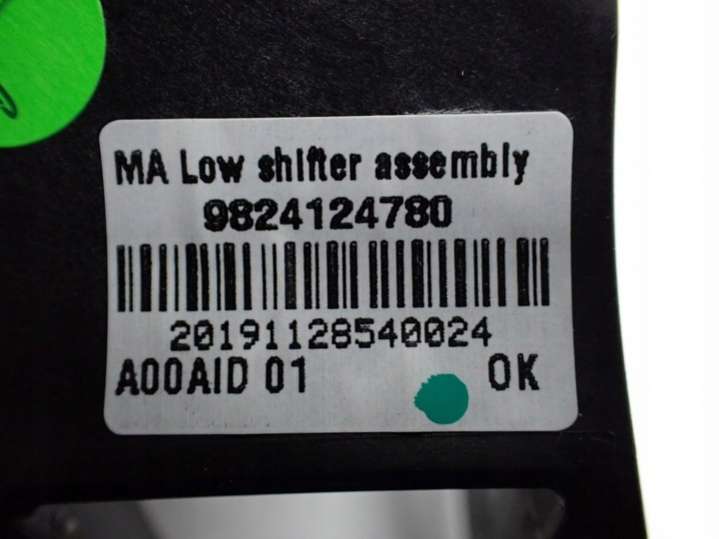 MA Low shifter assembly
9824124780
20191128540024
A00AID 01 OK